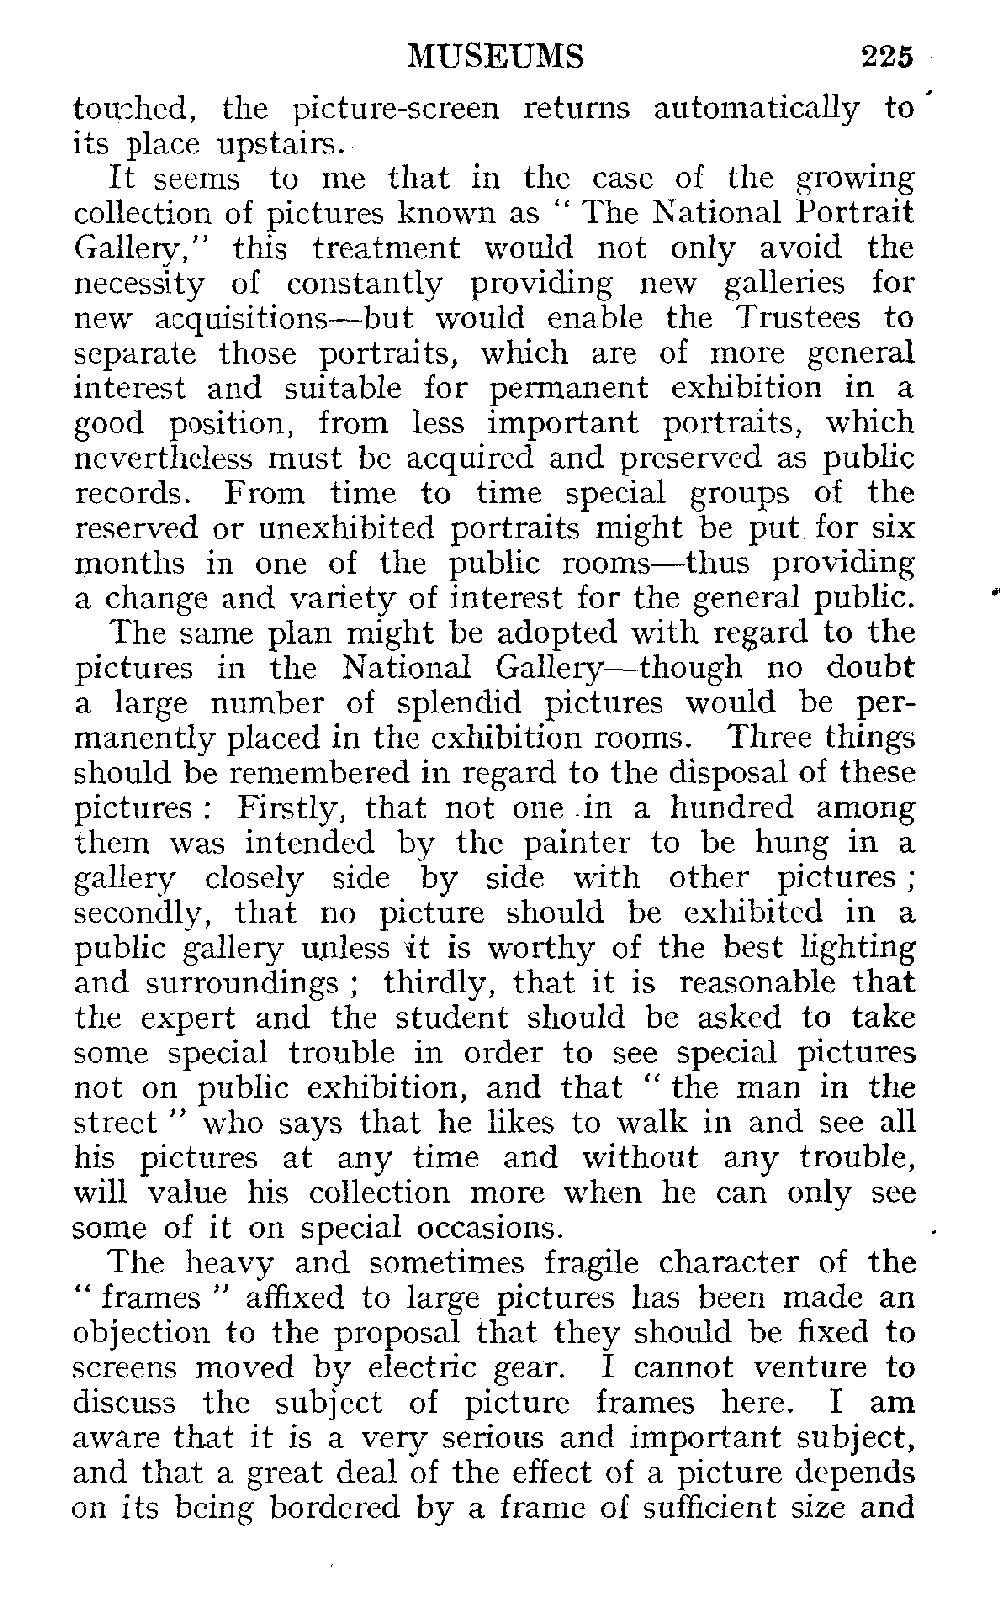 MUSEUMS 225
touched, the picture-screen returns automatically to
its place upstairs.
It seems to me that in the case of the growing
collection of pictures known as “ The National Portrait
Gallery,” this treatment would not only avoid the
necessity of constantly providing new galleries for
new acquisitions—but would enable the Trustees to
separate those portraits, which are of more general
interest and suitable for permanent exhibition in a
good position, from less important portraits, which
nevertheless must be acquired and preserved as public
records. From time to time special groups of the
reserved or unexhibited portraits might be put for six
months in one of the public rooms—thus providing
a change and variety of interest for the general public.
The same plan might be adopted with regard to the
pictures in the National Gallery—though no doubt
a large number of splendid pictures would be per-
manently placed in the exhibition rooms. Three things
should be remembered in regard to the disposal of these
pictures : Firstly, that not one in a hundred among
them was intended by the painter to be hung in a
gallery closely side by side with other pictures ;
secondly, that no picture should be exhibited in a
public gallery unless it is worthy of the best lighting
and surroundings ; thirdly, that it is reasonable that
the expert and the student should be asked to take
some special trouble in order to see special pictures
not on public exhibition, and that “ the man in the
street ” who says that he likes to walk in and see all
his pictures at any time and without any trouble,
will value his collection more when he can only see
some of it on special occasions.
The heavy and sometimes fragile character of the
“ frames ” affixed to large pictures has been made an
objection to the proposal that they should be fixed to
screens moved by electric gear. I cannot venture to
discuss the subject of picture frames here. I am
aware that it is a very serious and important subject,
and that a great deal of the effect of a picture depends
on its being bordered by a frame of sufficient size and